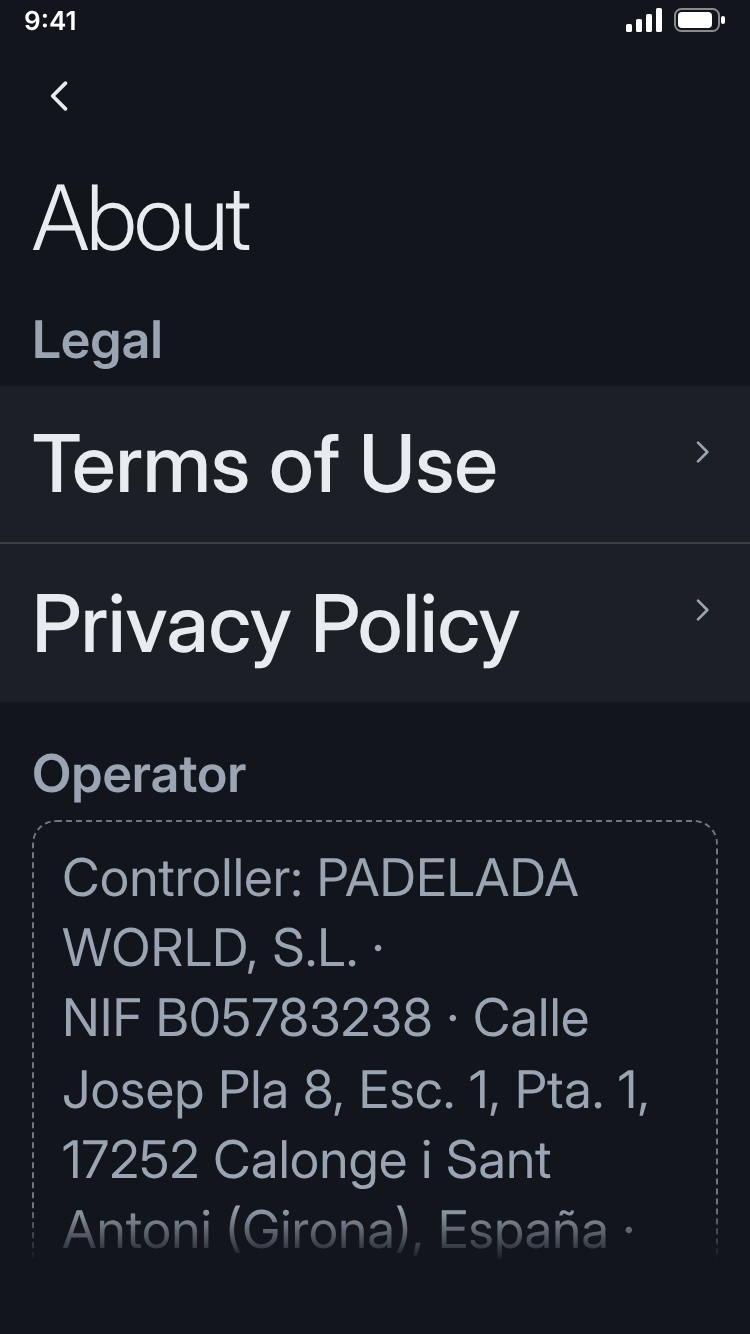 9:41
About
Legal
Terms of Use
Privacy Policy
Operator
Controller: PADELADA
WORLD, S.L. ·
NIF B05783238 · Calle
Josep Pla 8, Esc. 1, Pta. 1,
17252 Calonge i Sant
Antoni (Girona), España ·